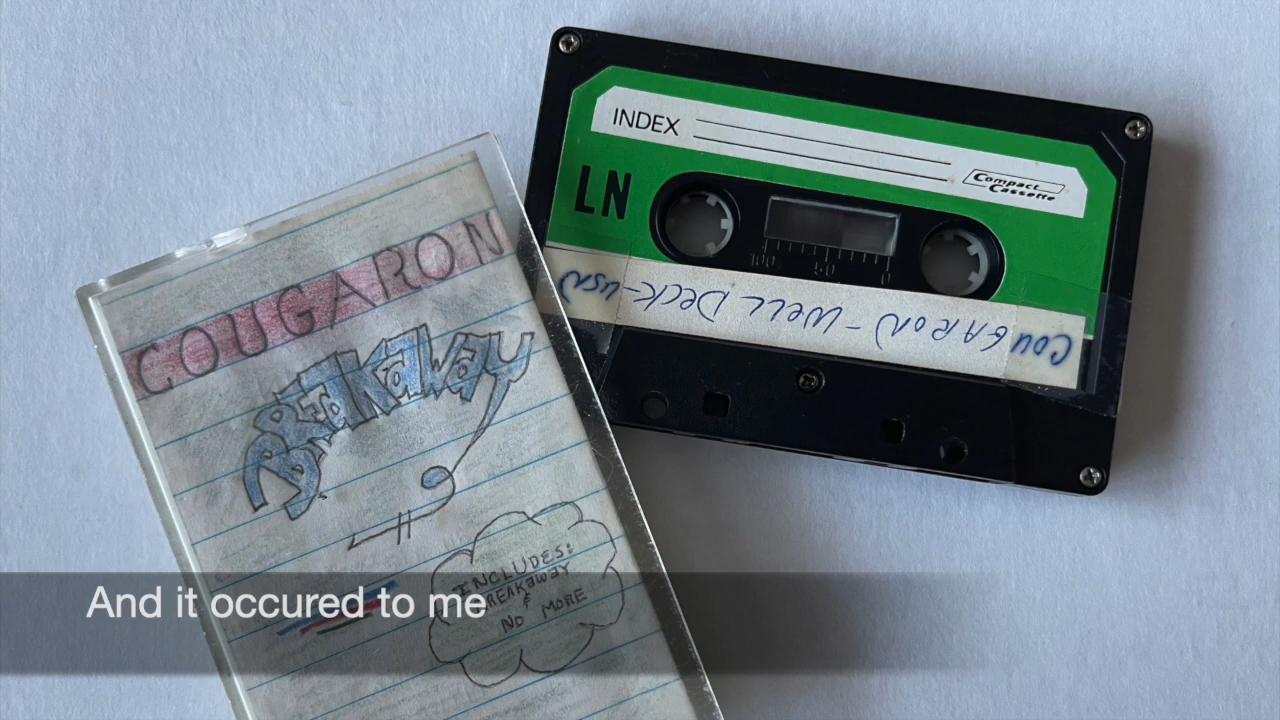 INDEX
Compact
Cassette
LN
100 50 0
COUGARON - WELL DECK - USN
COUGARON
BREAKAWAY
INCLUDES:
BREAKAWAY
&
NO MORE
And it occured to me